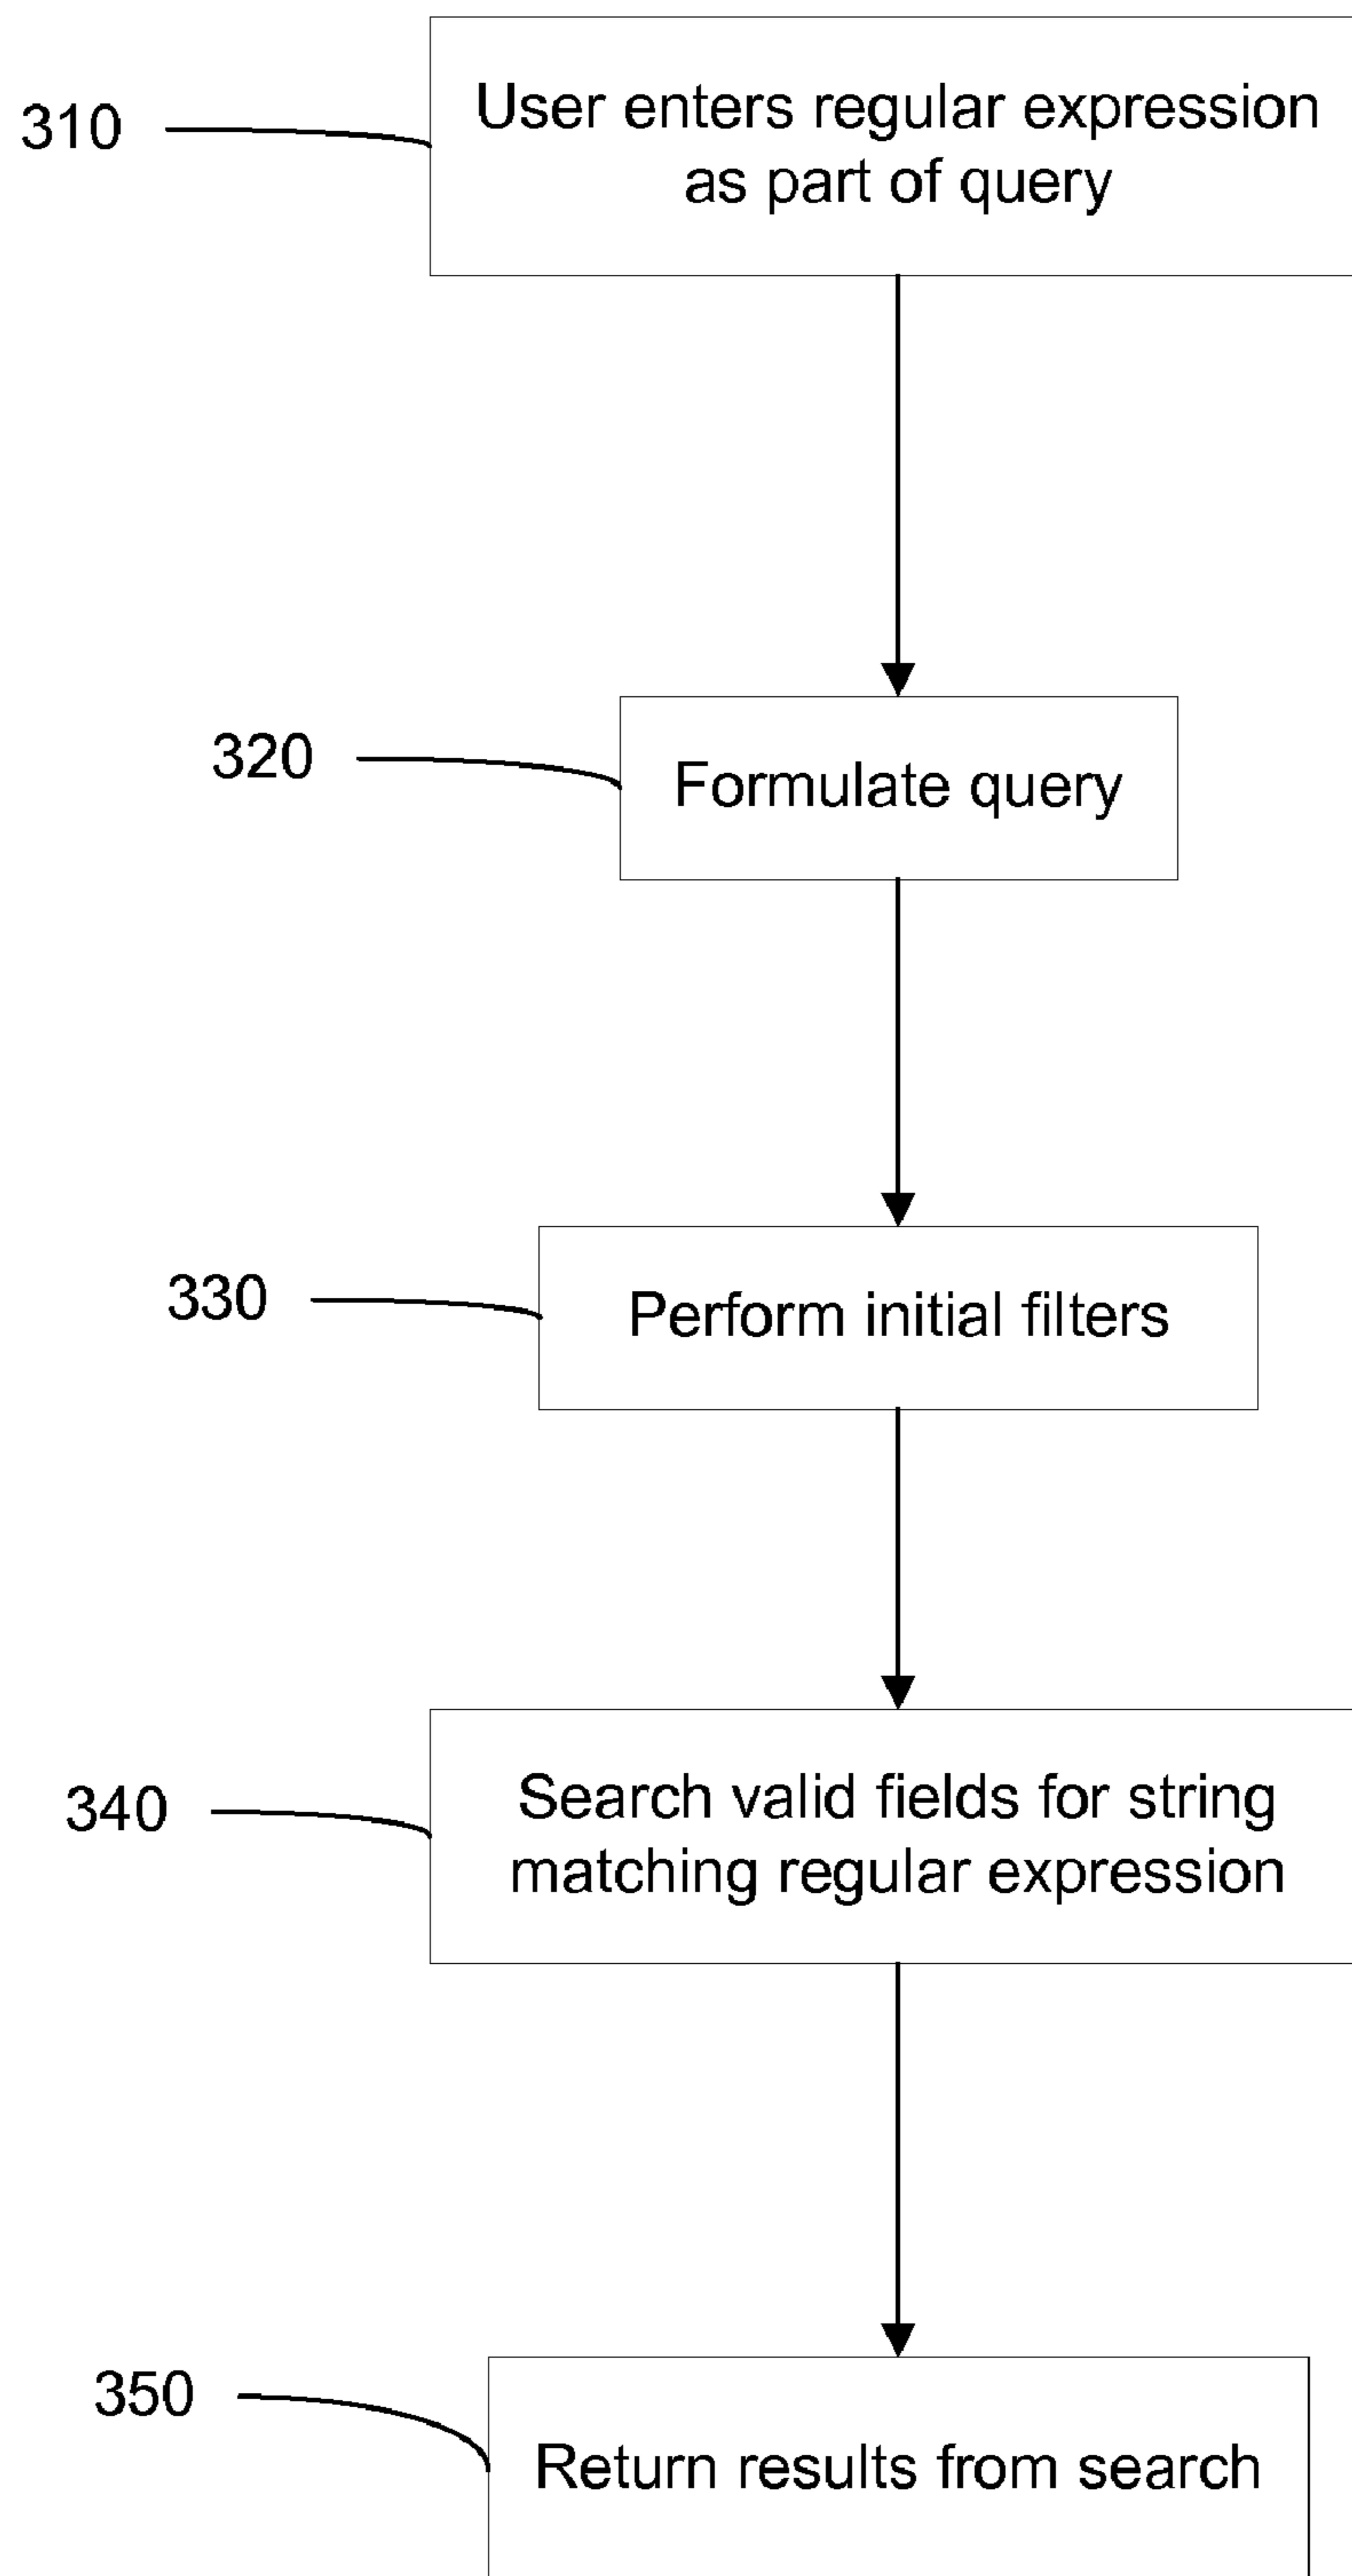 310
User enters regular expression
as part of query
320
Formulate query
330
Perform initial filters
340
Search valid fields for string
matching regular expression
350
Return results from search